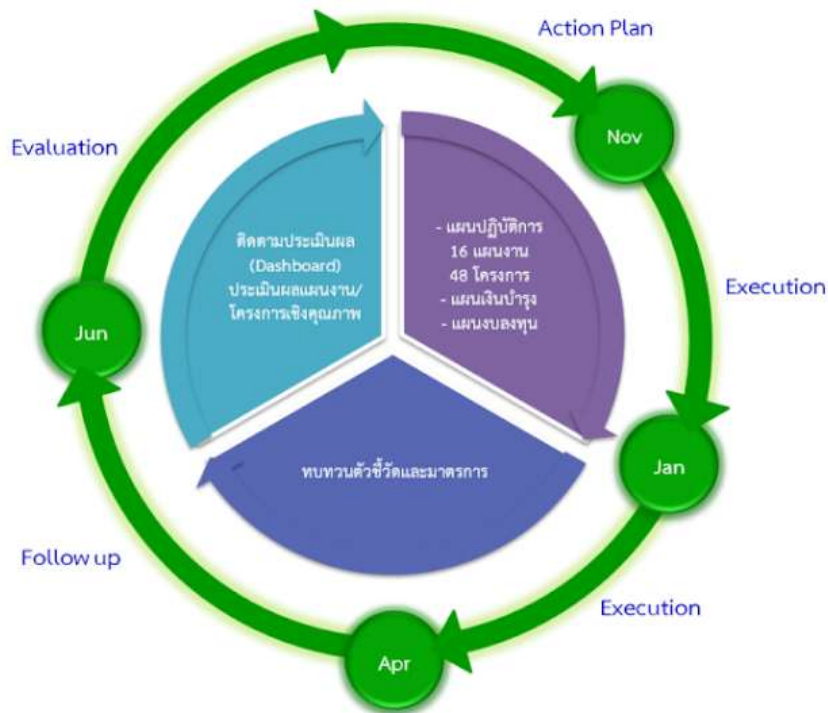 Action Plan
Nov
Evaluation
ติดตามประเมินผล
(Dashboard)
ประเมินผลแผนงาน/
โครงการเชิงคุณภาพ
- แผนปฏิบัติการ
16 แผนงาน
48 โครงการ
- แผนเงินบำรุง
- แผนงบลงทุน
Execution
Jun
Jan
ทบทวนตัวชี้วัดและมาตรการ
Follow up
Execution
Apr